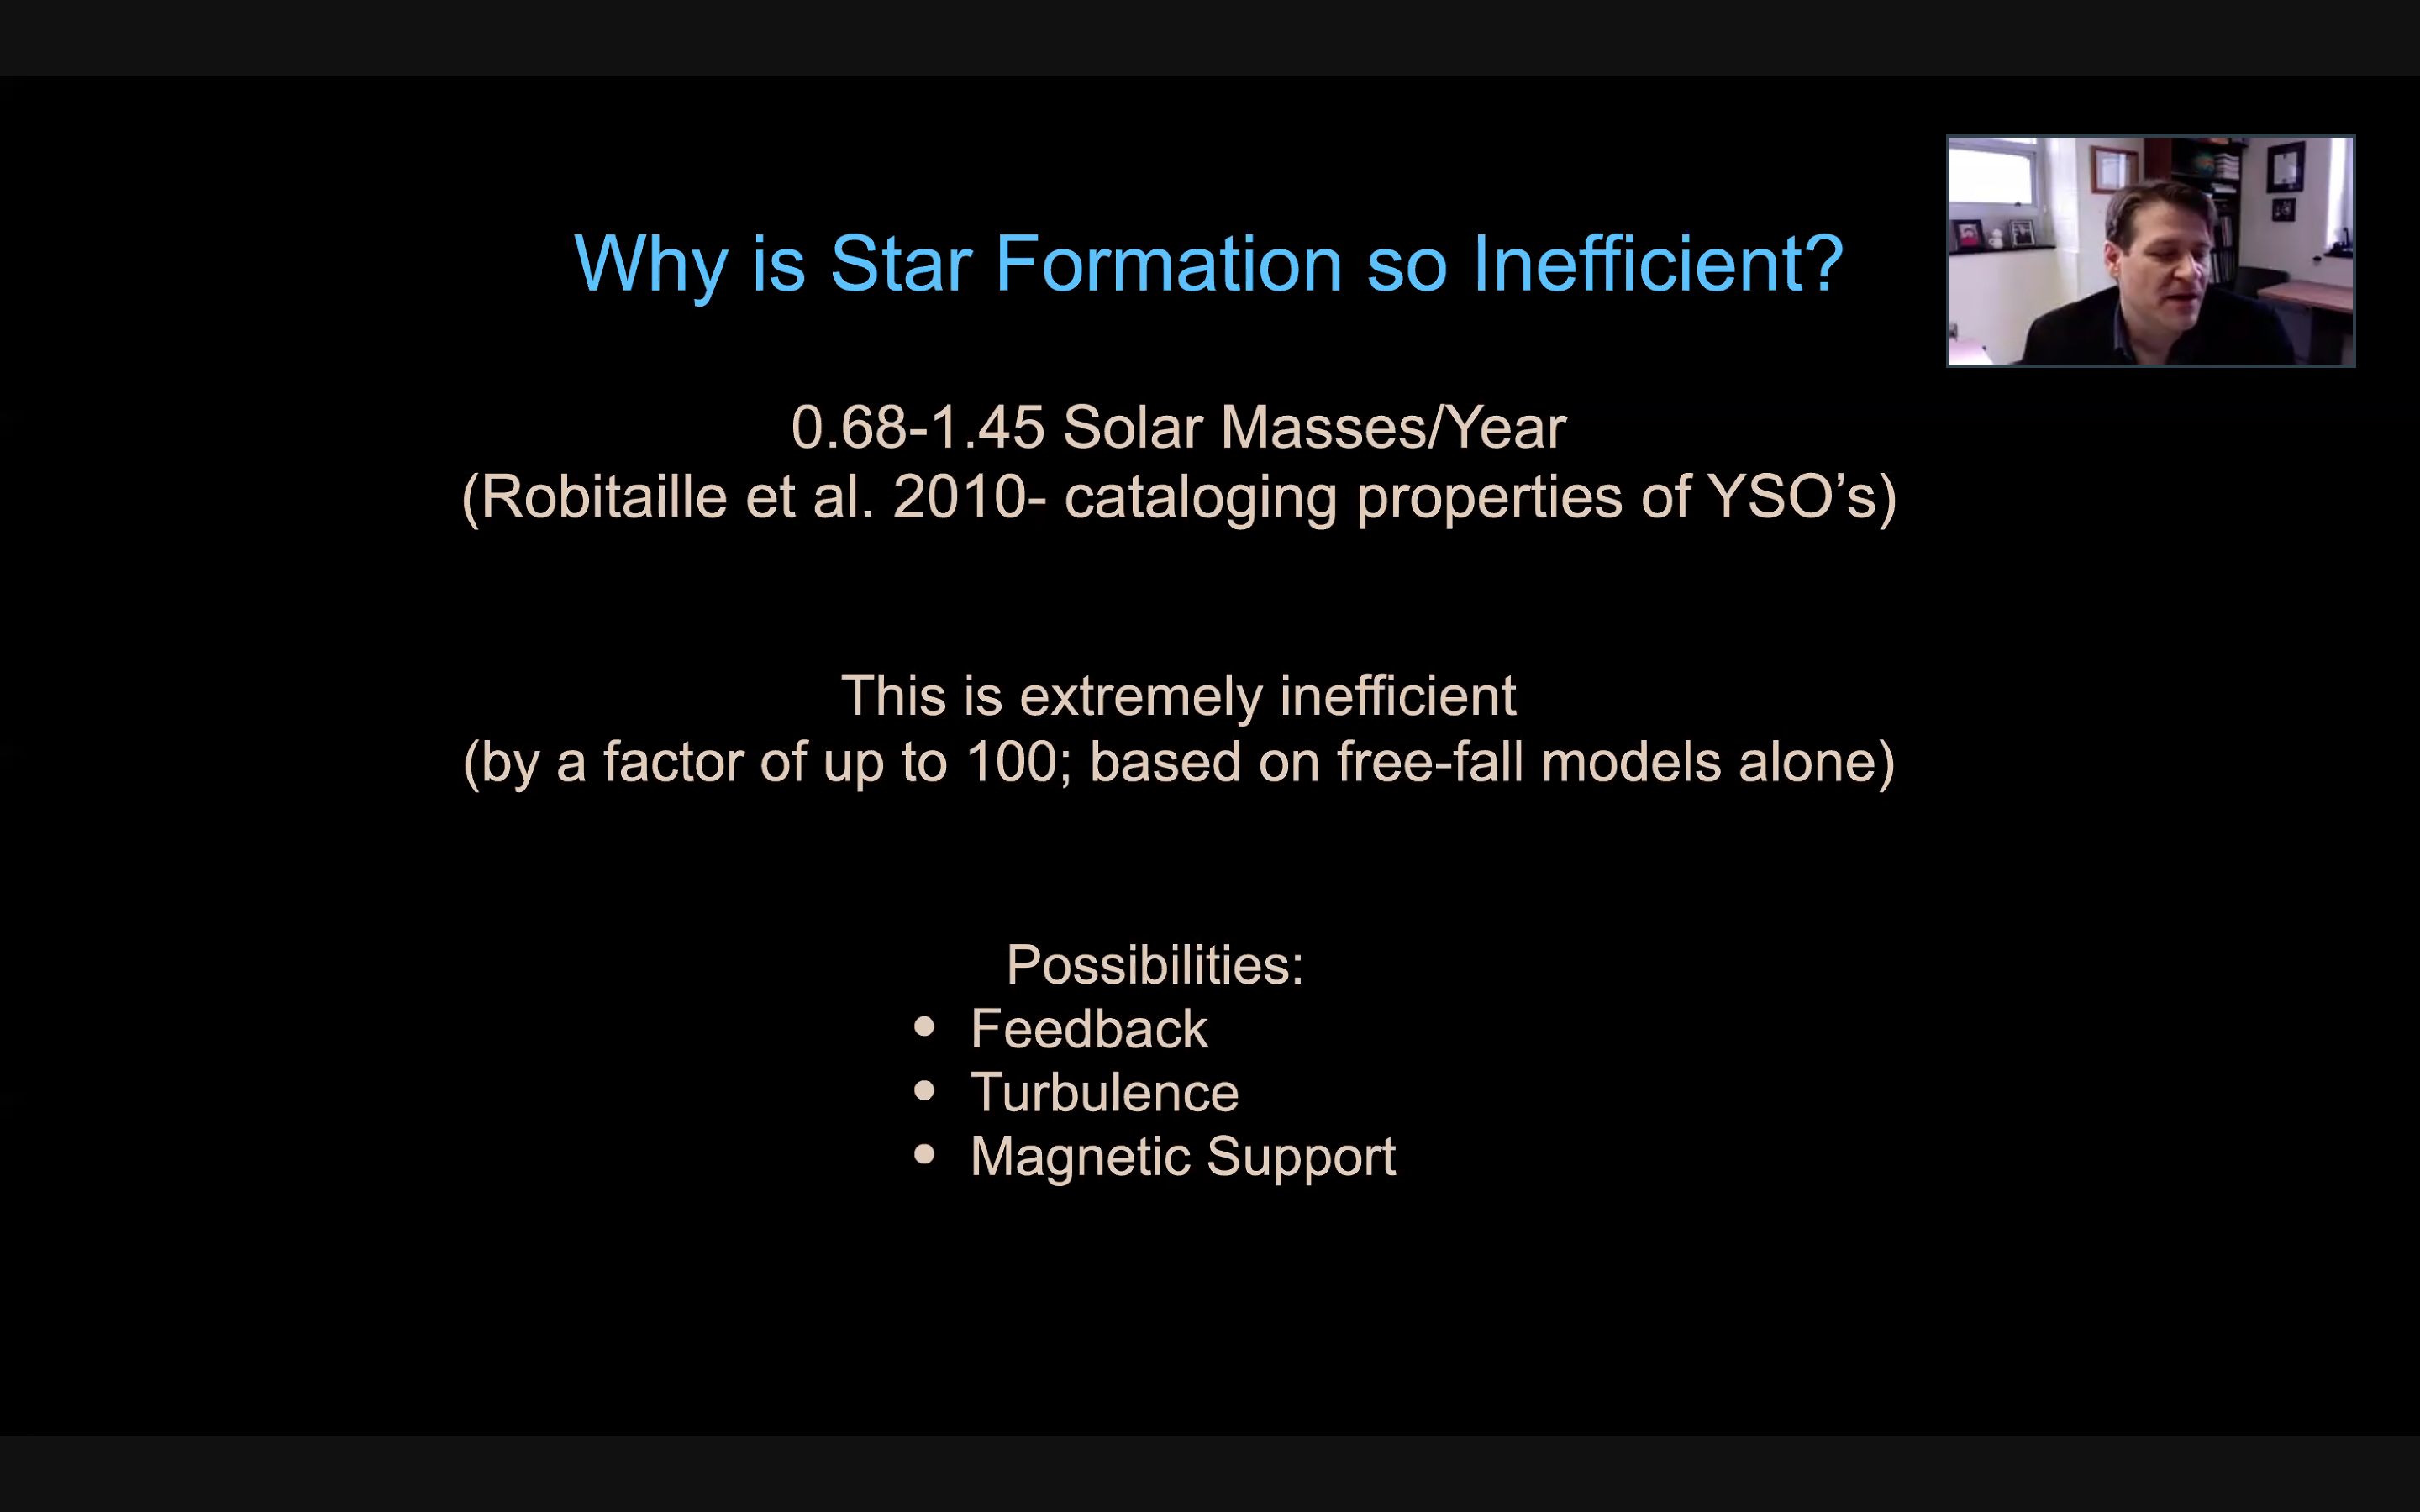 Why is Star Formation so Inefficient?
0.68-1.45 Solar Masses/Year
(Robitaille et al. 2010- cataloging properties of YSO’s)
This is extremely inefficient
(by a factor of up to 100; based on free-fall models alone)
Possibilities:
• Feedback
• Turbulence
• Magnetic Support